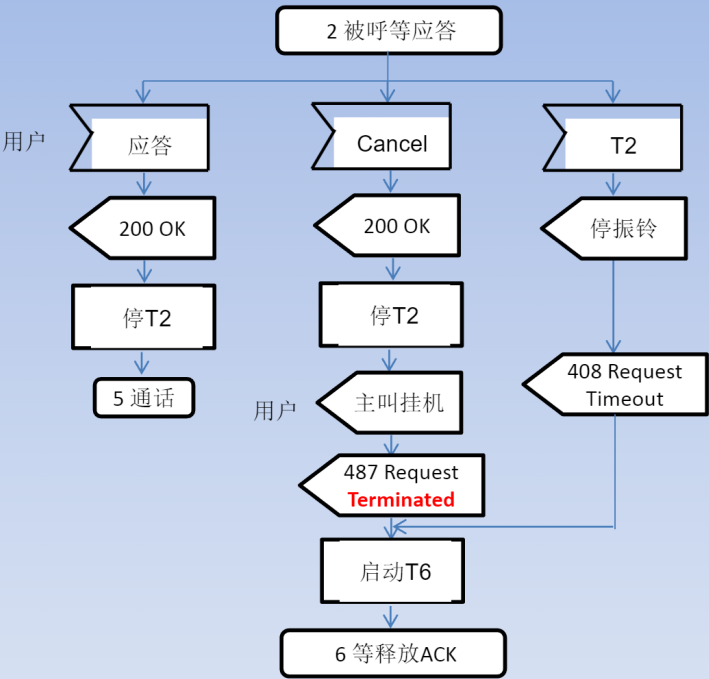 2 被呼等应答
用户
应答
Cancel
T2
200 OK
200 OK
停振铃
停T2
停T2
408 Request
Timeout
5 通话
用户
主叫挂机
487 Request
Terminated
启动T6
6 等释放ACK